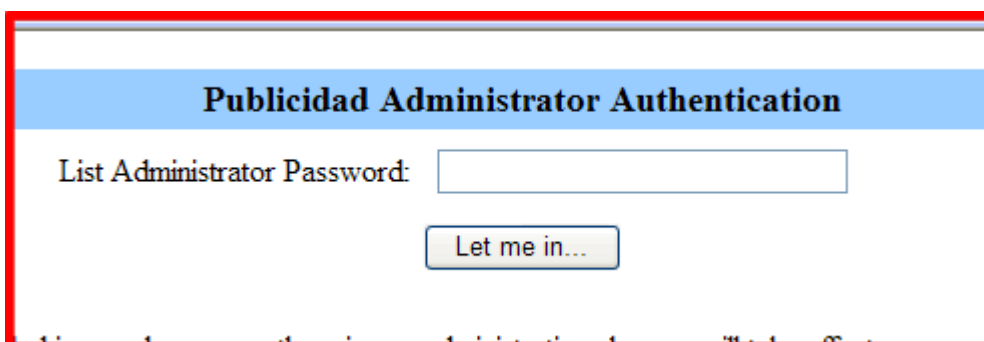 Publicidad Administrator Authentication
List Administrator Password:
Let me in...